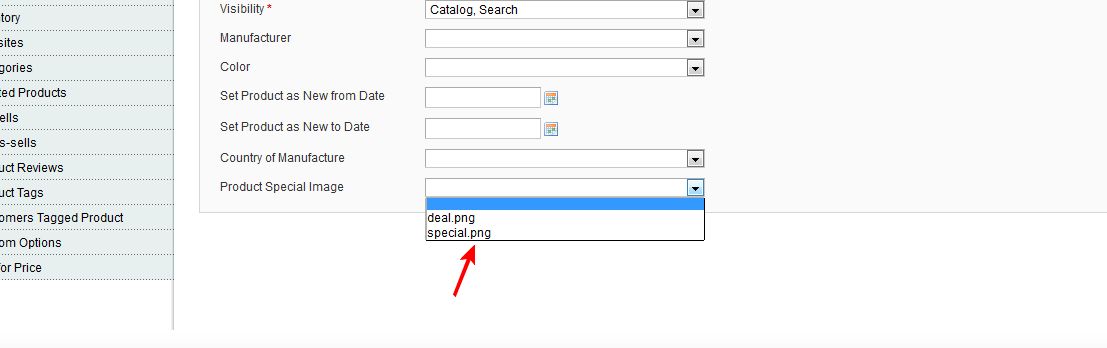 Visibility *
Catalog, Search
Manufacturer
Color
Set Product as New from Date
Set Product as New to Date
Country of Manufacture
Product Special Image
deal.png
special.png
tory
sites
gories
ted Products
ells
s-sells
uct Reviews
uct Tags
omers Tagged Product
om Options
for Price